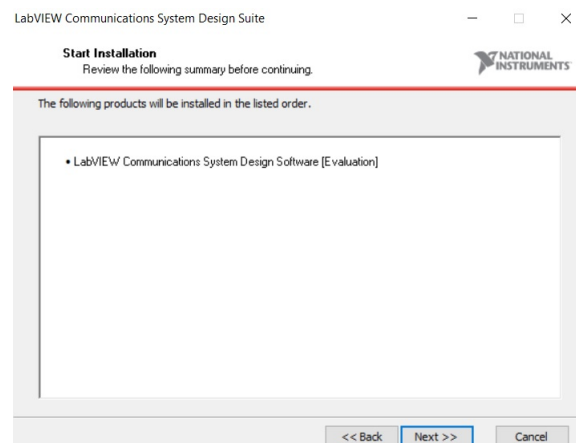 LabVIEW Communications System Design Suite
Start Installation
Review the following summary before continuing.
NATIONAL
INSTRUMENTS
The following products will be installed in the listed order.
• LabVIEW Communications System Design Software [Evaluation]
<< Back Next >> Cancel